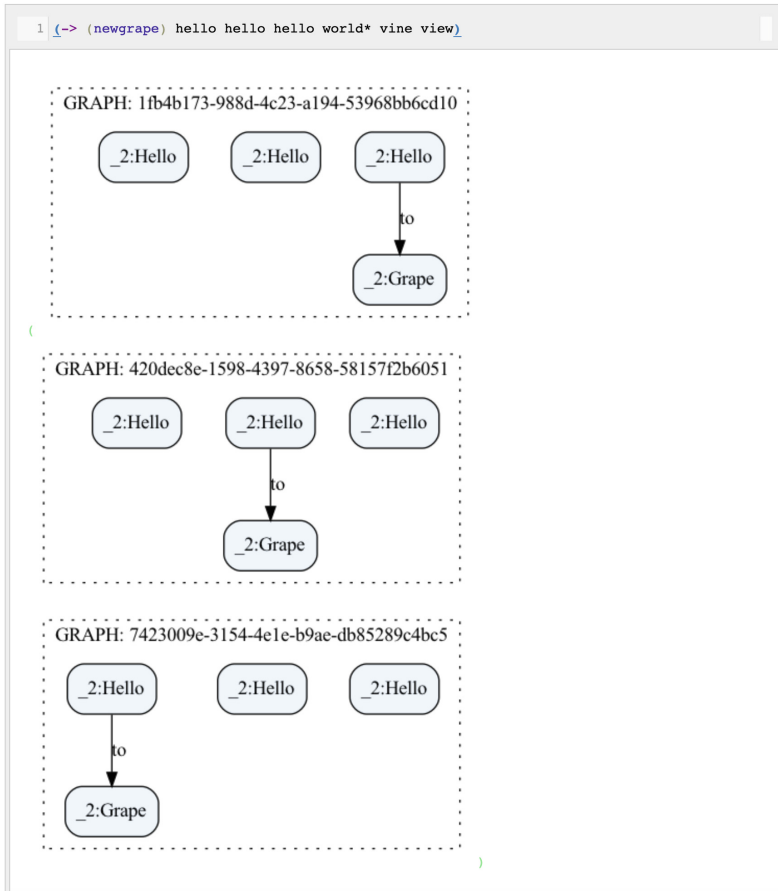 1 (-> (newgrape) hello hello hello world* vine view)
GRAPH: 1fb4b173-988d-4c23-a194-53968bb6cd10
_2:Hello _2:Hello _2:Hello
to
_2:Grape
(
GRAPH: 420dec8e-1598-4397-8658-58157f2b6051
_2:Hello _2:Hello _2:Hello
to
_2:Grape
GRAPH: 7423009e-3154-4e1e-b9ae-db85289c4bc5
_2:Hello _2:Hello _2:Hello
to
_2:Grape
)